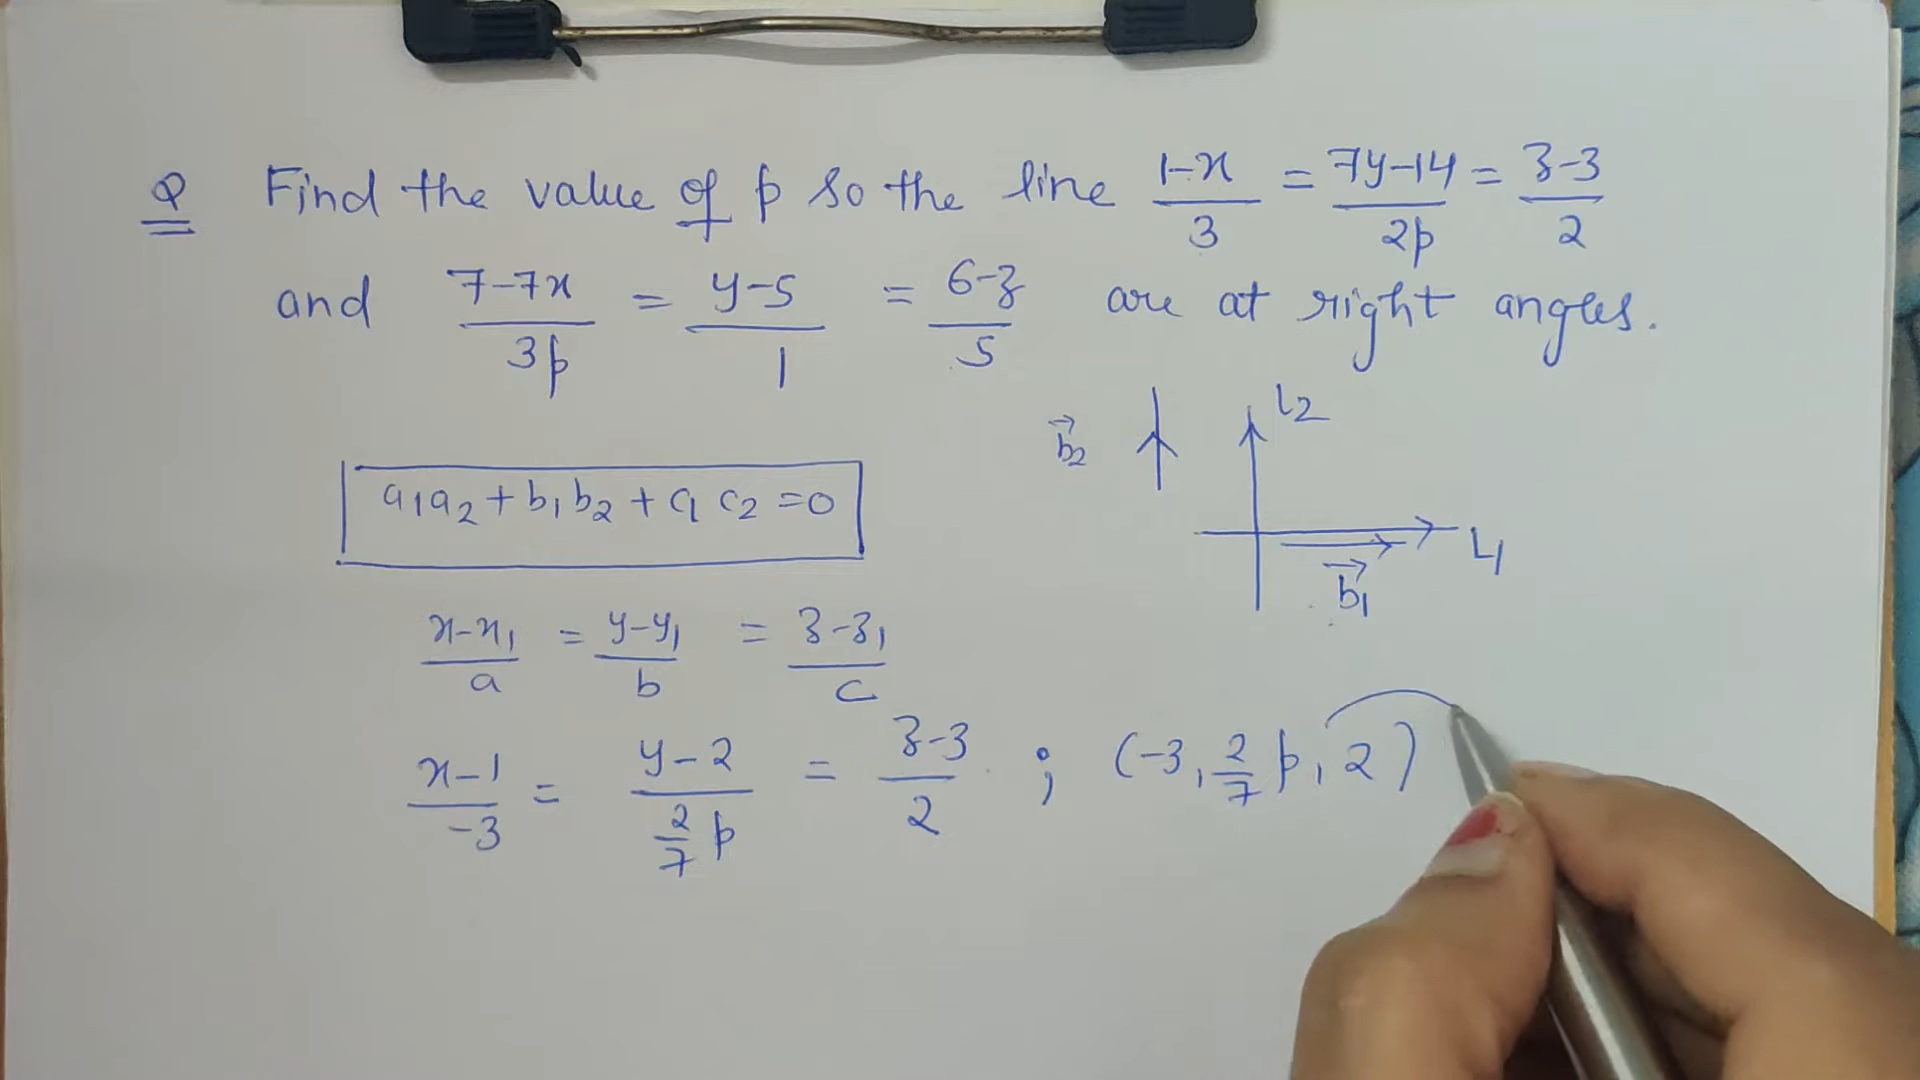 Q Find the value of p so the line (1-x)/3 = (7y-14)/2p = (z-3)/2
and (7-7x)/3p = (y-5)/1 = (6-z)/5 are at right angles.
b⃗2 L2
a1a2 + b1b2 + c1c2 = 0
L1
b⃗1
(x-x1)/a = (y-y1)/b = (z-z1)/c
(x-1)/-3 = (y-2)/(2/7 p) = (z-3)/2 ; (-3, 2/7 p, 2)